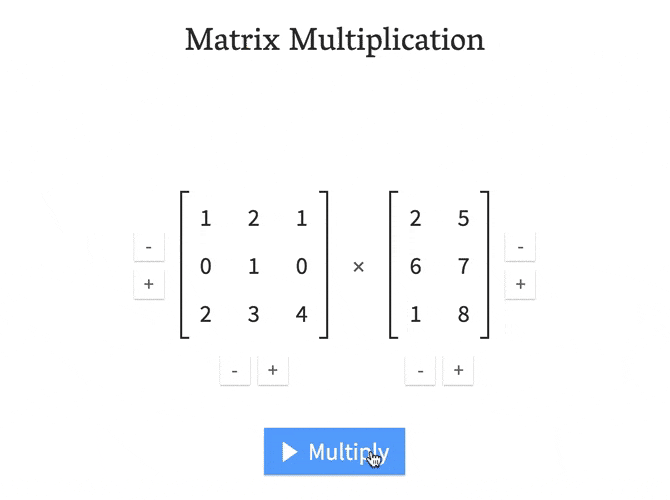 Matrix Multiplication
1 2 1 2 5
- 0 1 0 × 6 7 -
+ +
2 3 4 1 8
- + - +
Multiply